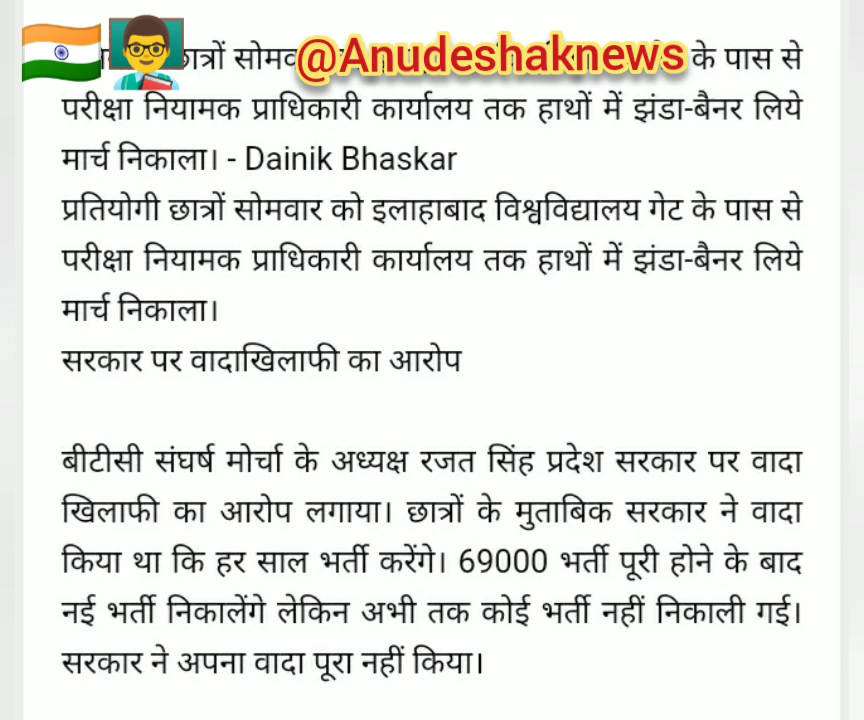 @Anudeshaknews
छात्रों सोमवा के पास से
परीक्षा नियामक प्राधिकारी कार्यालय तक हाथों में झंडा-बैनर लिये
मार्च निकाला। - Dainik Bhaskar
प्रतियोगी छात्रों सोमवार को इलाहाबाद विश्वविद्यालय गेट के पास से
परीक्षा नियामक प्राधिकारी कार्यालय तक हाथों में झंडा-बैनर लिये
मार्च निकाला।
सरकार पर वादाखिलाफी का आरोप
बीटीसी संघर्ष मोर्चा के अध्यक्ष रजत सिंह प्रदेश सरकार पर वादा
खिलाफी का आरोप लगाया। छात्रों के मुताबिक सरकार ने वादा
किया था कि हर साल भर्ती करेंगे। 69000 भर्ती पूरी होने के बाद
नई भर्ती निकालेंगे लेकिन अभी तक कोई भर्ती नहीं निकाली गई।
सरकार ने अपना वादा पूरा नहीं किया।